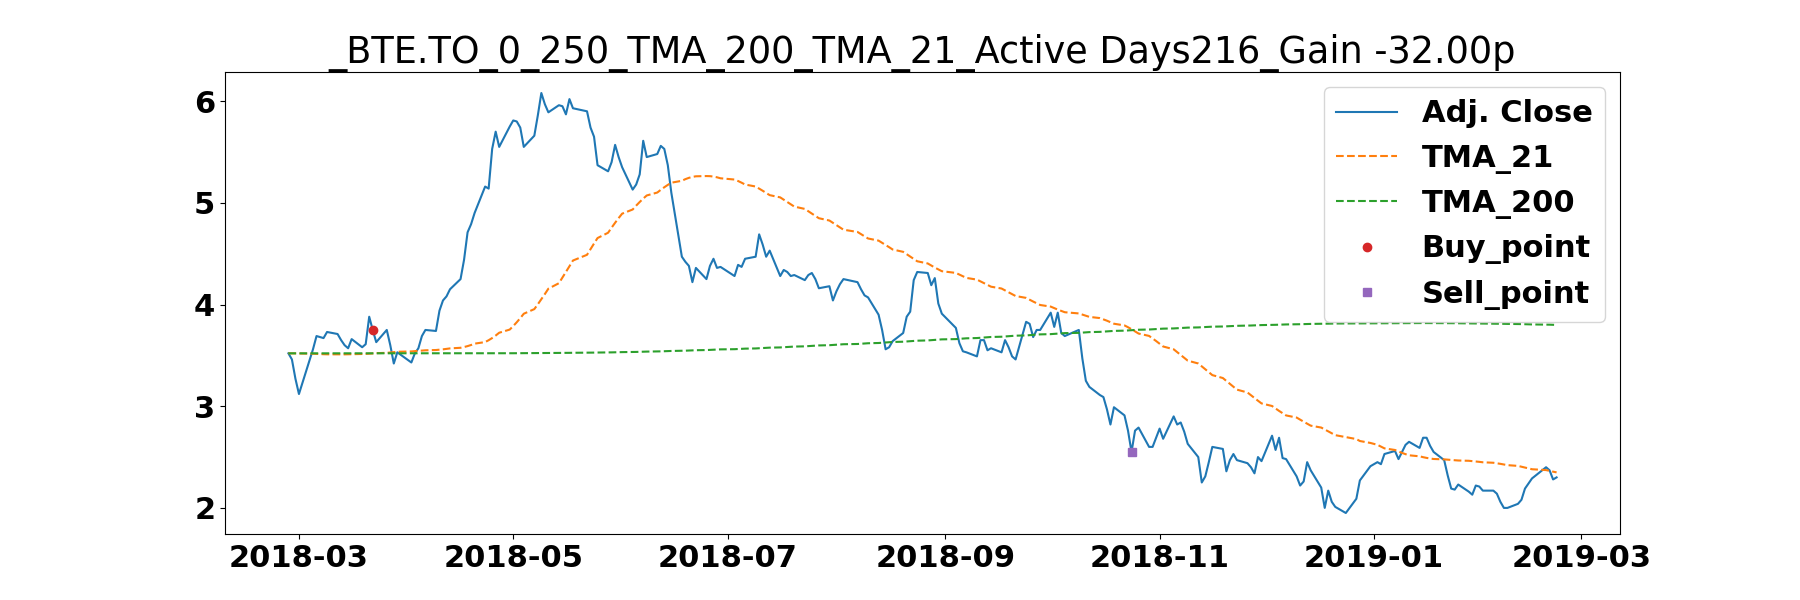 _BTE.TO_0_250_TMA_200_TMA_21_Active Days216_Gain -32.00p
6
5
4
3
2
Adj. Close
TMA_21
TMA_200
Buy_point
Sell_point
2018-03 2018-05 2018-07 2018-09 2018-11 2019-01 2019-03